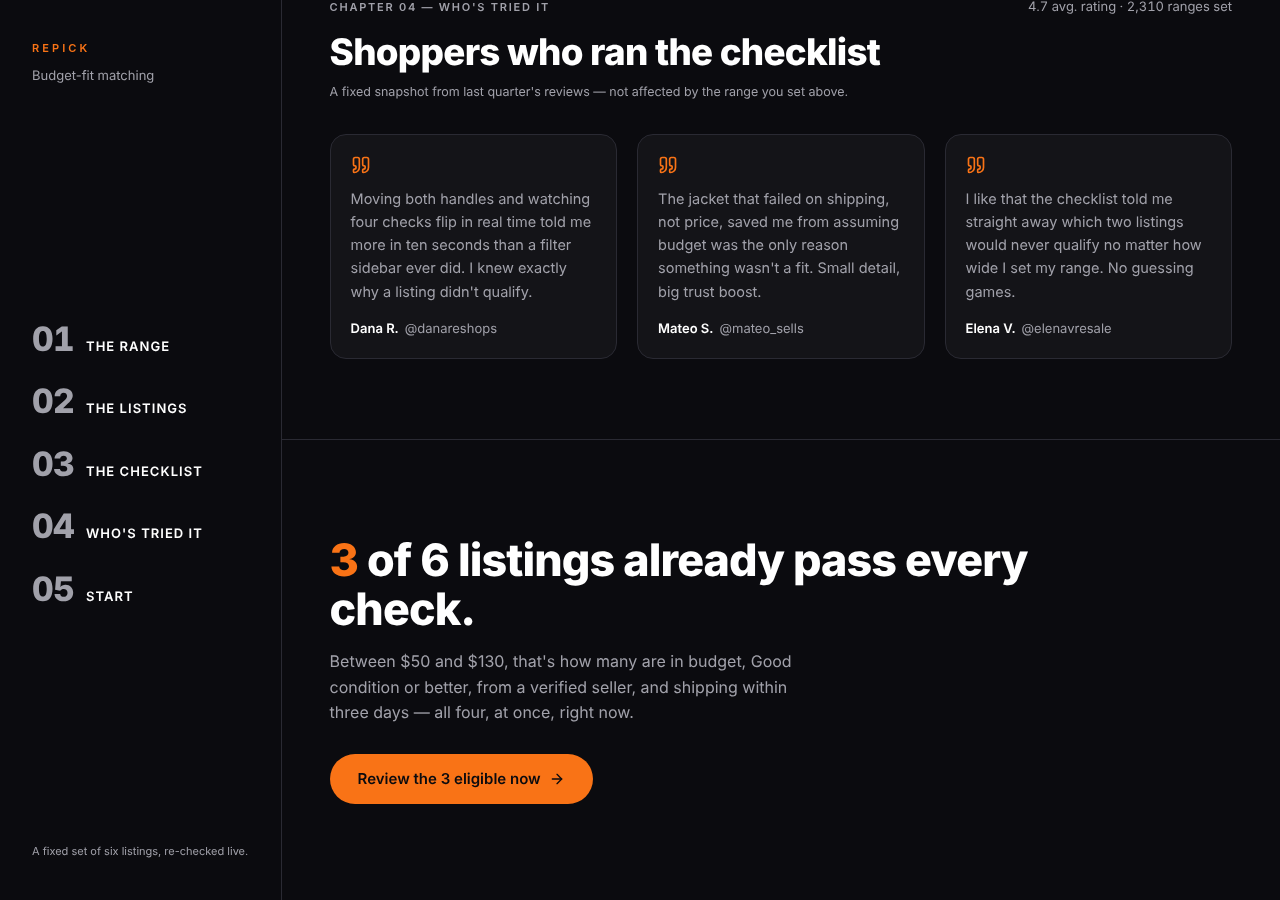 REPICK
Budget-fit matching
01 THE RANGE
02 THE LISTINGS
03 THE CHECKLIST
04 WHO'S TRIED IT
05 START
A fixed set of six listings, re-checked live.
CHAPTER 04 — WHO'S TRIED IT
4.7 avg. rating · 2,310 ranges set
Shoppers who ran the checklist
A fixed snapshot from last quarter's reviews — not affected by the range you set above.
Moving both handles and watching
four checks flip in real time told me
more in ten seconds than a filter
sidebar ever did. I knew exactly
why a listing didn't qualify.
Dana R. @danareshops
The jacket that failed on shipping,
not price, saved me from assuming
budget was the only reason
something wasn't a fit. Small detail,
big trust boost.
Mateo S. @mateo_sells
I like that the checklist told me
straight away which two listings
would never qualify no matter how
wide I set my range. No guessing
games.
Elena V. @elenavresale
3 of 6 listings already pass every
check.
Between $50 and $130, that's how many are in budget, Good
condition or better, from a verified seller, and shipping within
three days — all four, at once, right now.
Review the 3 eligible now